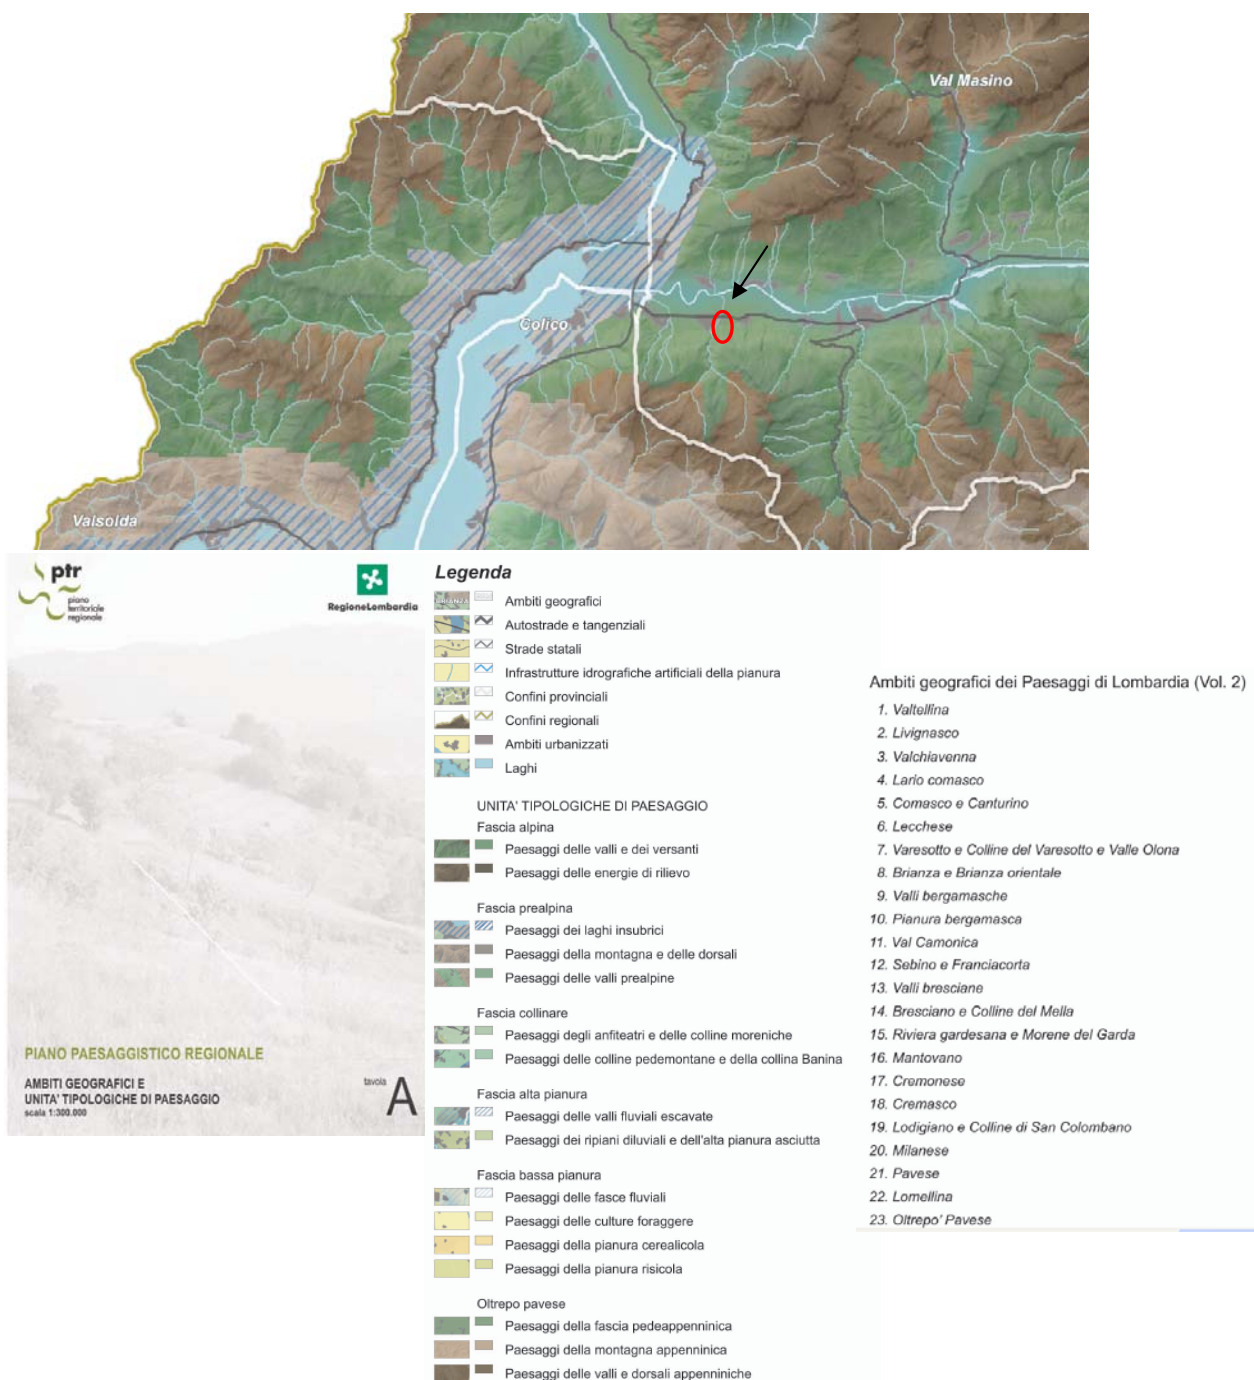 Val Masino
Colico
Valsolda
ptr
piano
territoriale
regionale
RegioneLombardia
PIANO PAESAGGISTICO REGIONALE
AMBITI GEOGRAFICI E
UNITA' TIPOLOGICHE DI PAESAGGIO
scala 1:300.000
tavola
A
Legenda
BRIANZA
Ambiti geografici
Autostrade e tangenziali
Strade statali
Infrastrutture idrografiche artificiali della pianura
Confini provinciali
Confini regionali
Ambiti urbanizzati
Laghi
UNITA' TIPOLOGICHE DI PAESAGGIO
Fascia alpina
Paesaggi delle valli e dei versanti
Paesaggi delle energie di rilievo
Fascia prealpina
Paesaggi dei laghi insubrici
Paesaggi della montagna e delle dorsali
Paesaggi delle valli prealpine
Fascia collinare
Paesaggi degli anfiteatri e delle colline moreniche
Paesaggi delle colline pedemontane e della collina Banina
Fascia alta pianura
Paesaggi delle valli fluviali escavate
Paesaggi dei ripiani diluviali e dell'alta pianura asciutta
Fascia bassa pianura
Paesaggi delle fasce fluviali
Paesaggi delle culture foraggere
Paesaggi della pianura cerealicola
Paesaggi della pianura risicola
Oltrepo pavese
Paesaggi della fascia pedeappenninica
Paesaggi della montagna appenninica
Paesaggi delle valli e dorsali appenniniche
Ambiti geografici dei Paesaggi di Lombardia (Vol. 2)
1. Valtellina
2. Livignasco
3. Valchiavenna
4. Lario comasco
5. Comasco e Canturino
6. Lecchese
7. Varesotto e Colline del Varesotto e Valle Olona
8. Brianza e Brianza orientale
9. Valli bergamasche
10. Pianura bergamasca
11. Val Camonica
12. Sebino e Franciacorta
13. Valli bresciane
14. Bresciano e Colline del Mella
15. Riviera gardesana e Morene del Garda
16. Mantovano
17. Cremonese
18. Cremasco
19. Lodigiano e Colline di San Colombano
20. Milanese
21. Pavese
22. Lomellina
23. Oltrepo' Pavese